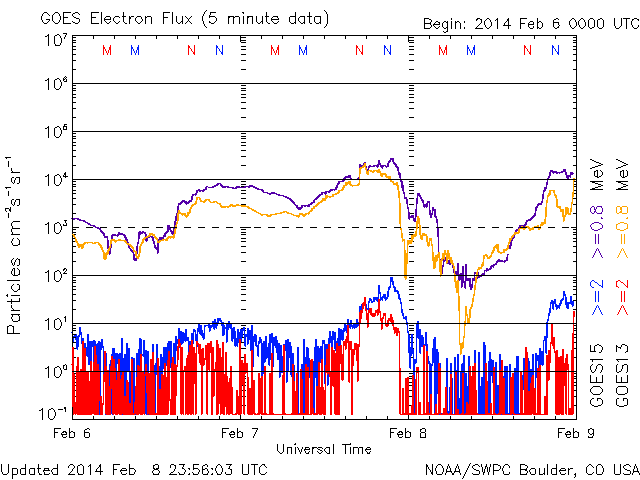 GOES Electron Flux (5 minute data)
Begin: 2014 Feb 6 0000 UTC
M M N N M M N N M M N N
10⁷
10⁶
10⁵
10⁴
10³
10²
10¹
10⁰
10⁻¹
Particles cm⁻²s⁻¹sr⁻¹
GOES15 >=2 >=0.8 MeV
GOES13 >=2 >=0.8 MeV
Feb 6 Feb 7 Feb 8 Feb 9
Universal Time
Updated 2014 Feb 8 23:56:03 UTC
NOAA/SWPC Boulder, CO USA